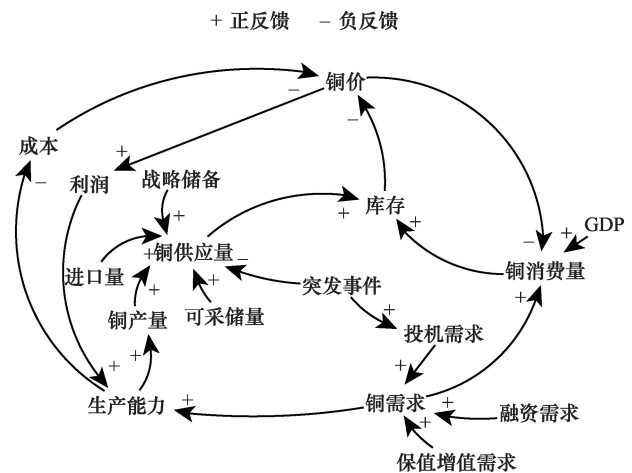 + 正反馈 − 负反馈
铜价
−
−
成本
−
+
利润
战略储备
+
库存
+
+
GDP
+
−
+铜供应量−
进口量
铜消费量
+
突发事件
+
+
铜产量
可采储量
+
投机需求
+
+
+
生产能力
+
铜需求
+
+
融资需求
保值增值需求